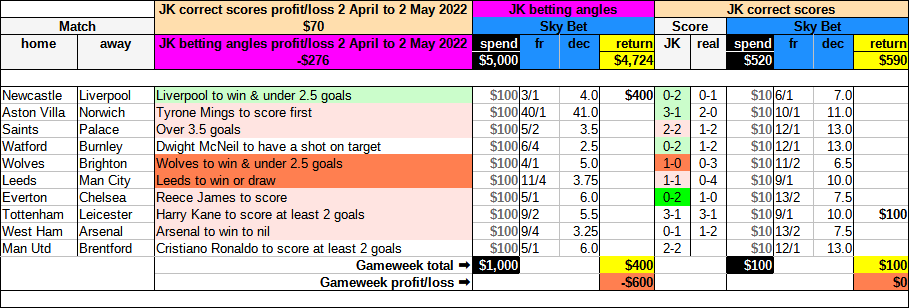 JK correct scores profit/loss 2 April to 2 May 2022 JK betting angles JK correct scores
Match $70 Sky Bet Score Sky Bet
home away JK betting angles profit/loss 2 April to 2 May 2022 spend fr dec return JK real spend fr dec return
-$276 $5,000 $4,724 $520 $590
Newcastle Liverpool Liverpool to win & under 2.5 goals $100 3/1 4.0 $400 0-2 0-1 $10 6/1 7.0
Aston Villa Norwich Tyrone Mings to score first $100 40/1 41.0 3-1 2-0 $10 10/1 11.0
Saints Palace Over 3.5 goals $100 5/2 3.5 2-2 1-2 $10 12/1 13.0
Watford Burnley Dwight McNeil to have a shot on target $100 6/4 2.5 0-2 1-2 $10 12/1 13.0
Wolves Brighton Wolves to win & under 2.5 goals $100 4/1 5.0 1-0 0-3 $10 11/2 6.5
Leeds Man City Leeds to win or draw $100 11/4 3.75 1-1 0-4 $10 9/1 10.0
Everton Chelsea Reece James to score $100 5/1 6.0 0-2 1-0 $10 13/2 7.5
Tottenham Leicester Harry Kane to score at least 2 goals $100 9/2 5.5 3-1 3-1 $10 9/1 10.0 $100
West Ham Arsenal Arsenal to win to nil $100 9/4 3.25 0-1 1-2 $10 13/2 7.5
Man Utd Brentford Cristiano Ronaldo to score at least 2 goals $100 5/1 6.0 2-2 $10 12/1 13.0
Gameweek total ➡ $1,000 $400 $100 $100
Gameweek profit/loss ➡ -$600 $0